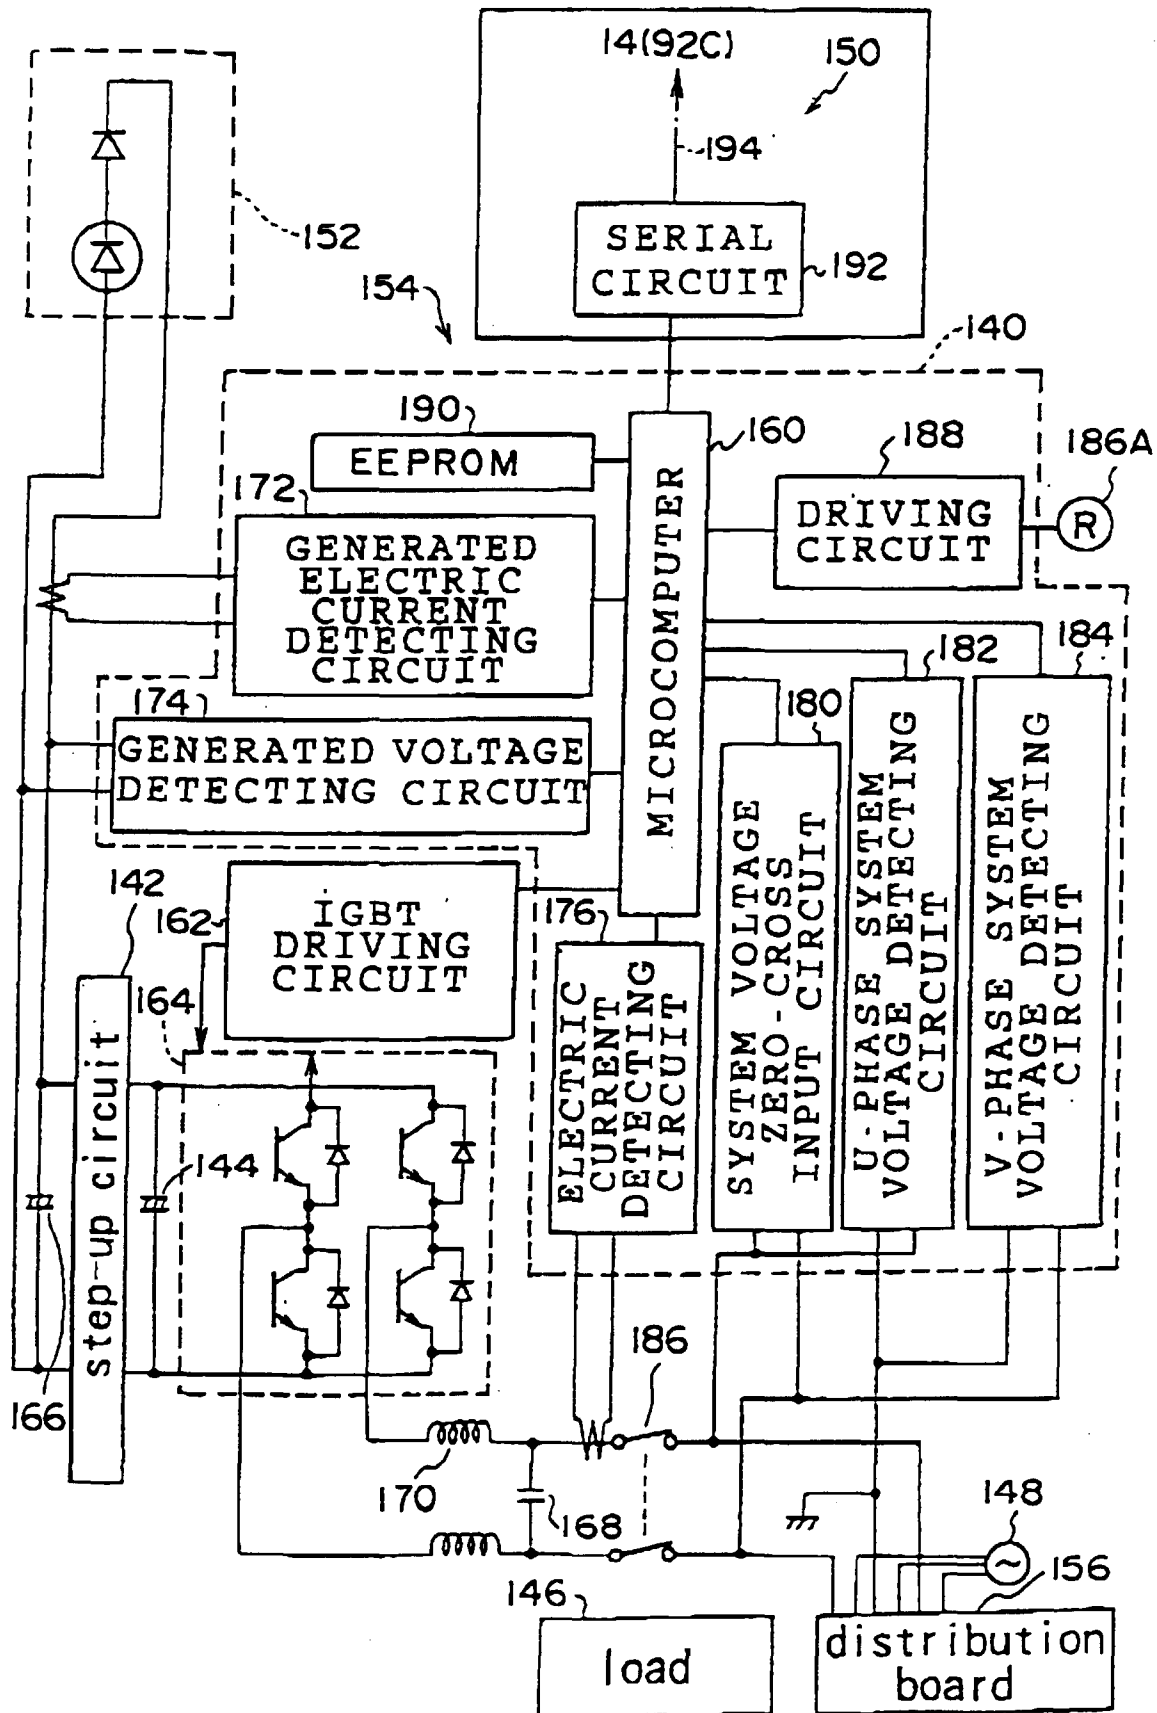 14(92C)
150
194
152
SERIAL
CIRCUIT
192
154
140
190
160
188
186A
EEPROM
DRIVING
CIRCUIT
R
172
GENERATED
ELECTRIC
CURRENT
DETECTING
CIRCUIT
MICROCOMPUTER
182
184
174
180
GENERATED VOLTAGE
DETECTING CIRCUIT
142
162
IGBT
DRIVING
CIRCUIT
176
ELECTRIC
CURRENT
DETECTING
CIRCUIT
SYSTEM VOLTAGE
ZERO-CROSS
INPUT CIRCUIT
U-PHASE SYSTEM
VOLTAGE DETECTING
CIRCUIT
V-PHASE SYSTEM
VOLTAGE DETECTING
CIRCUIT
164
step-up circuit
144
186
166
170
168
148
146
156
load
distribution
board